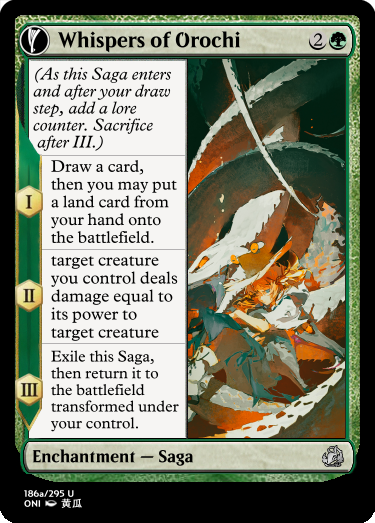 Whispers of Orochi 2
(As this Saga enters
and after your draw
step, add a lore
counter. Sacrifice
after III.)
I
Draw a card,
then you may put
a land card from
your hand onto
the battlefield.
II
target creature
you control deals
damage equal to
its power to
target creature
III
Exile this Saga,
then return it to
the battlefield
transformed under
your control.
Enchantment — Saga
186a/295 U
ONI 黄瓜